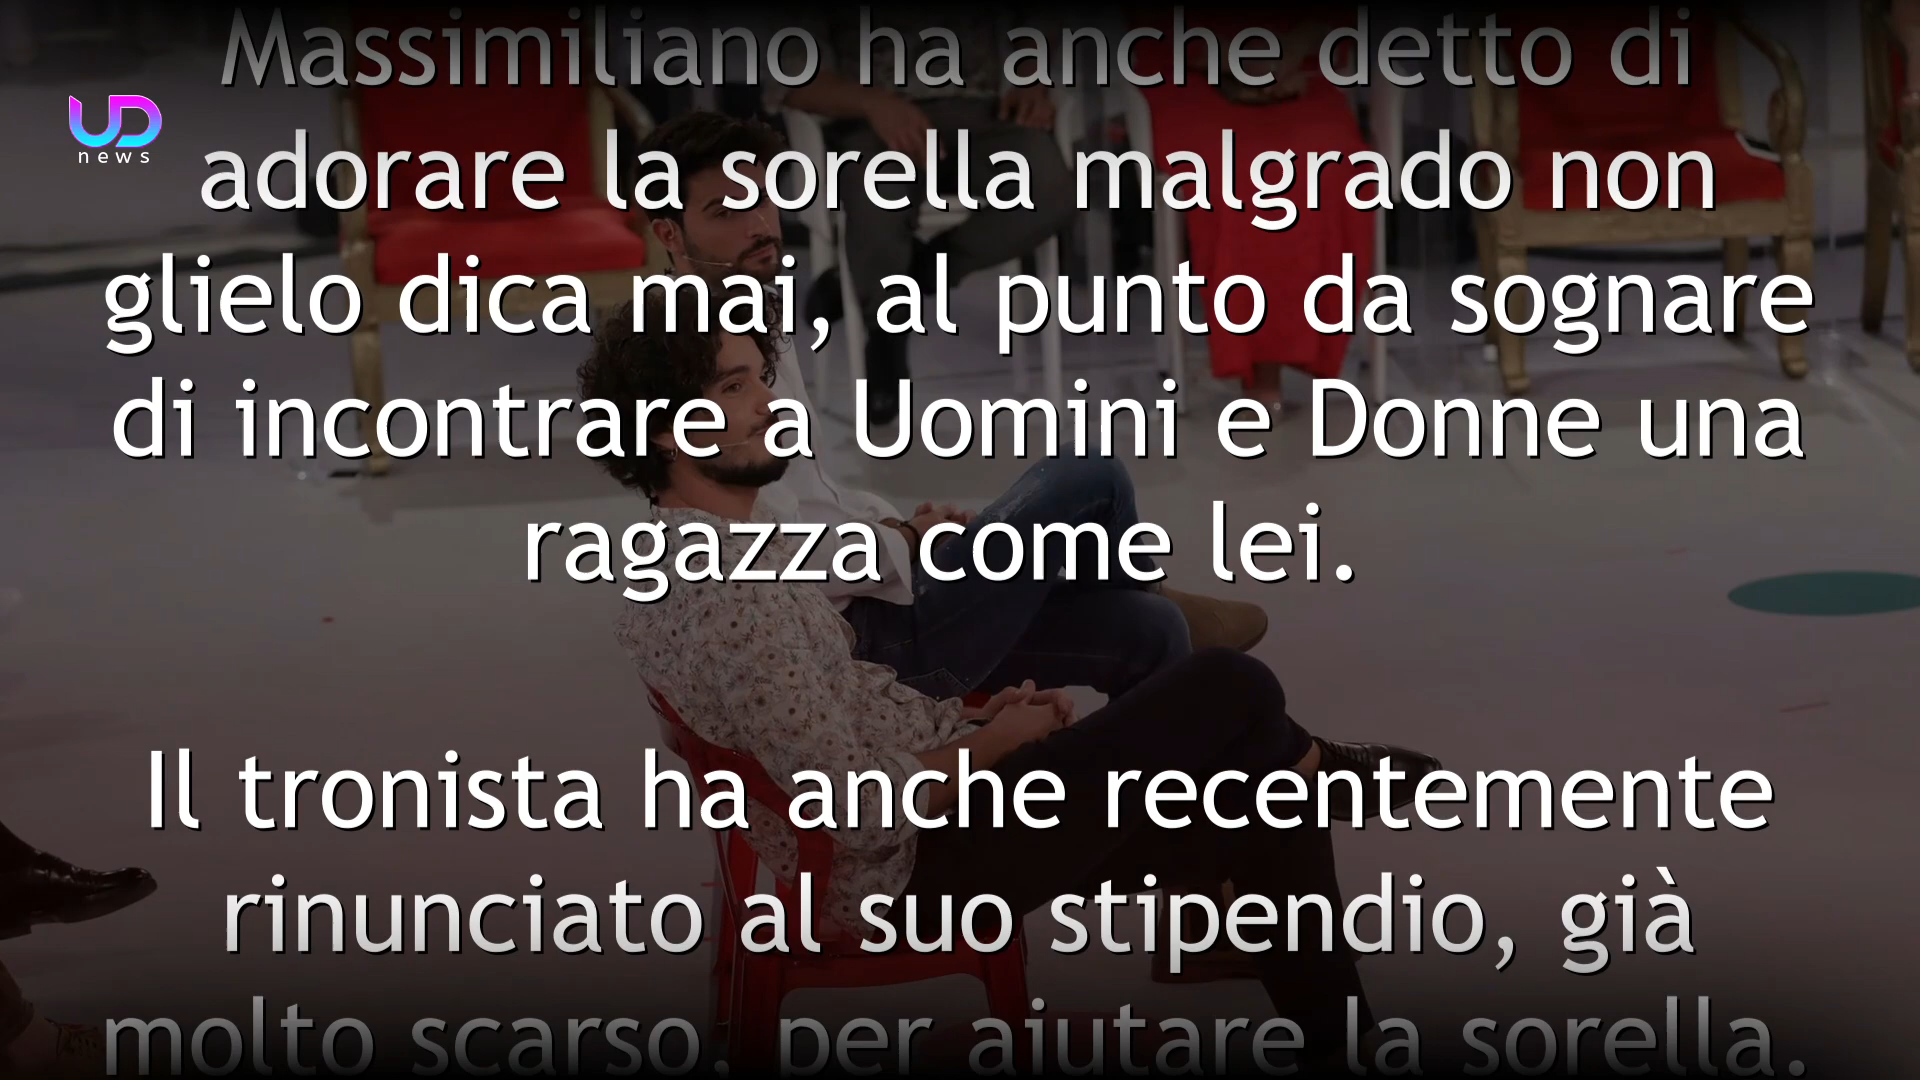 Massimiliano ha anche detto di
UD
news
adorare la sorella malgrado non
glielo dica mai, al punto da sognare
di incontrare a Uomini e Donne una
ragazza come lei.
Il tronista ha anche recentemente
rinunciato al suo stipendio, già
molto scarso, per aiutare la sorella.